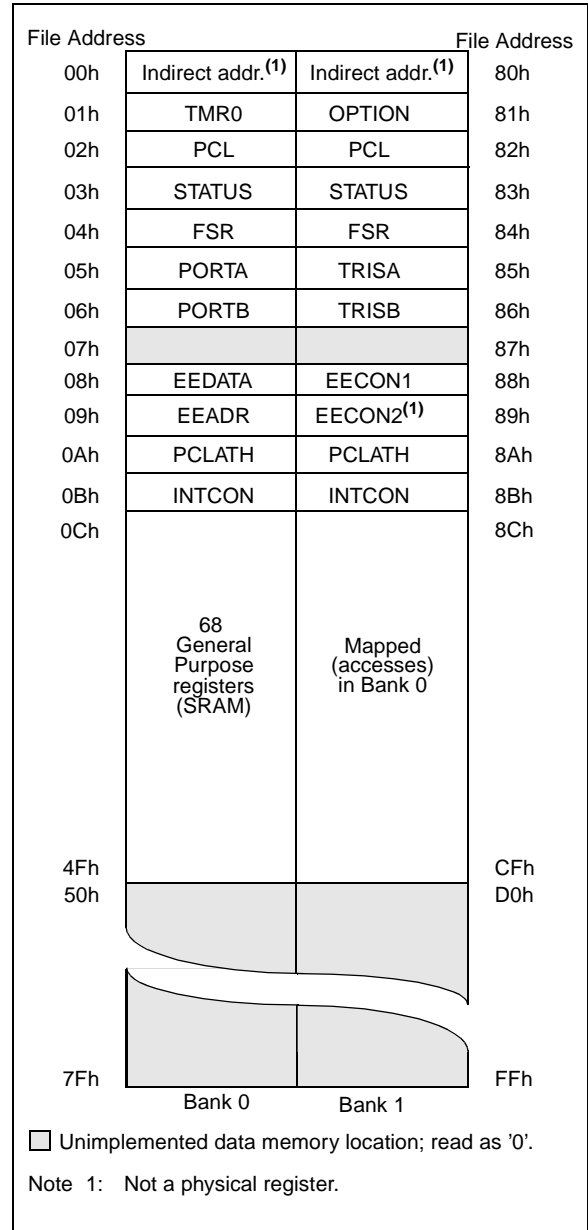 File Address File Address
00h Indirect addr.(1) Indirect addr.(1) 80h
01h TMR0 OPTION 81h
02h PCL PCL 82h
03h STATUS STATUS 83h
04h FSR FSR 84h
05h PORTA TRISA 85h
06h PORTB TRISB 86h
07h 87h
08h EEDATA EECON1 88h
09h EEADR EECON2(1) 89h
0Ah PCLATH PCLATH 8Ah
0Bh INTCON INTCON 8Bh
0Ch 8Ch
68
General
Purpose
registers
(SRAM)
Mapped
(accesses)
in Bank 0
4Fh CFh
50h D0h
7Fh FFh
Bank 0 Bank 1
Unimplemented data memory location; read as '0'.
Note 1: Not a physical register.